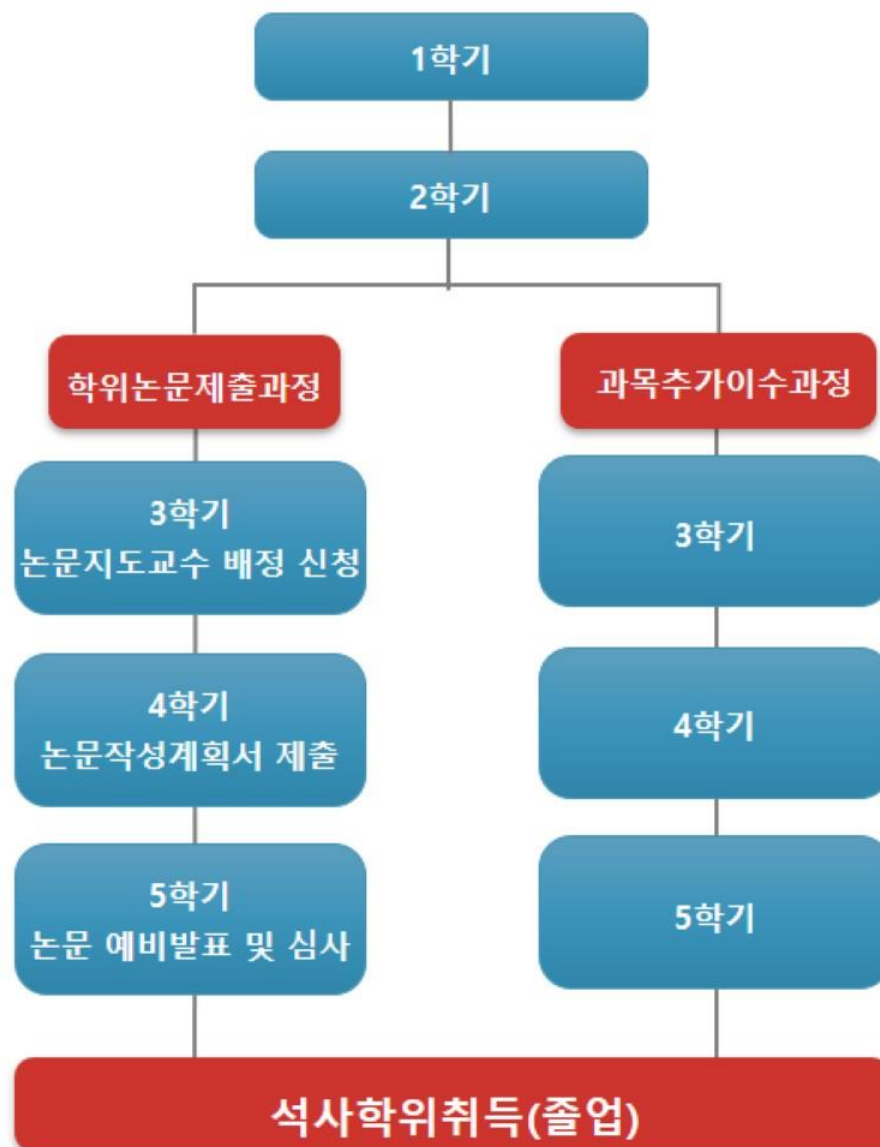 1학기
2학기
학위논문제출과정
과목추가이수과정
3학기
논문지도교수 배정 신청
3학기
4학기
논문작성계획서 제출
4학기
5학기
논문 예비발표 및 심사
5학기
석사학위취득(졸업)